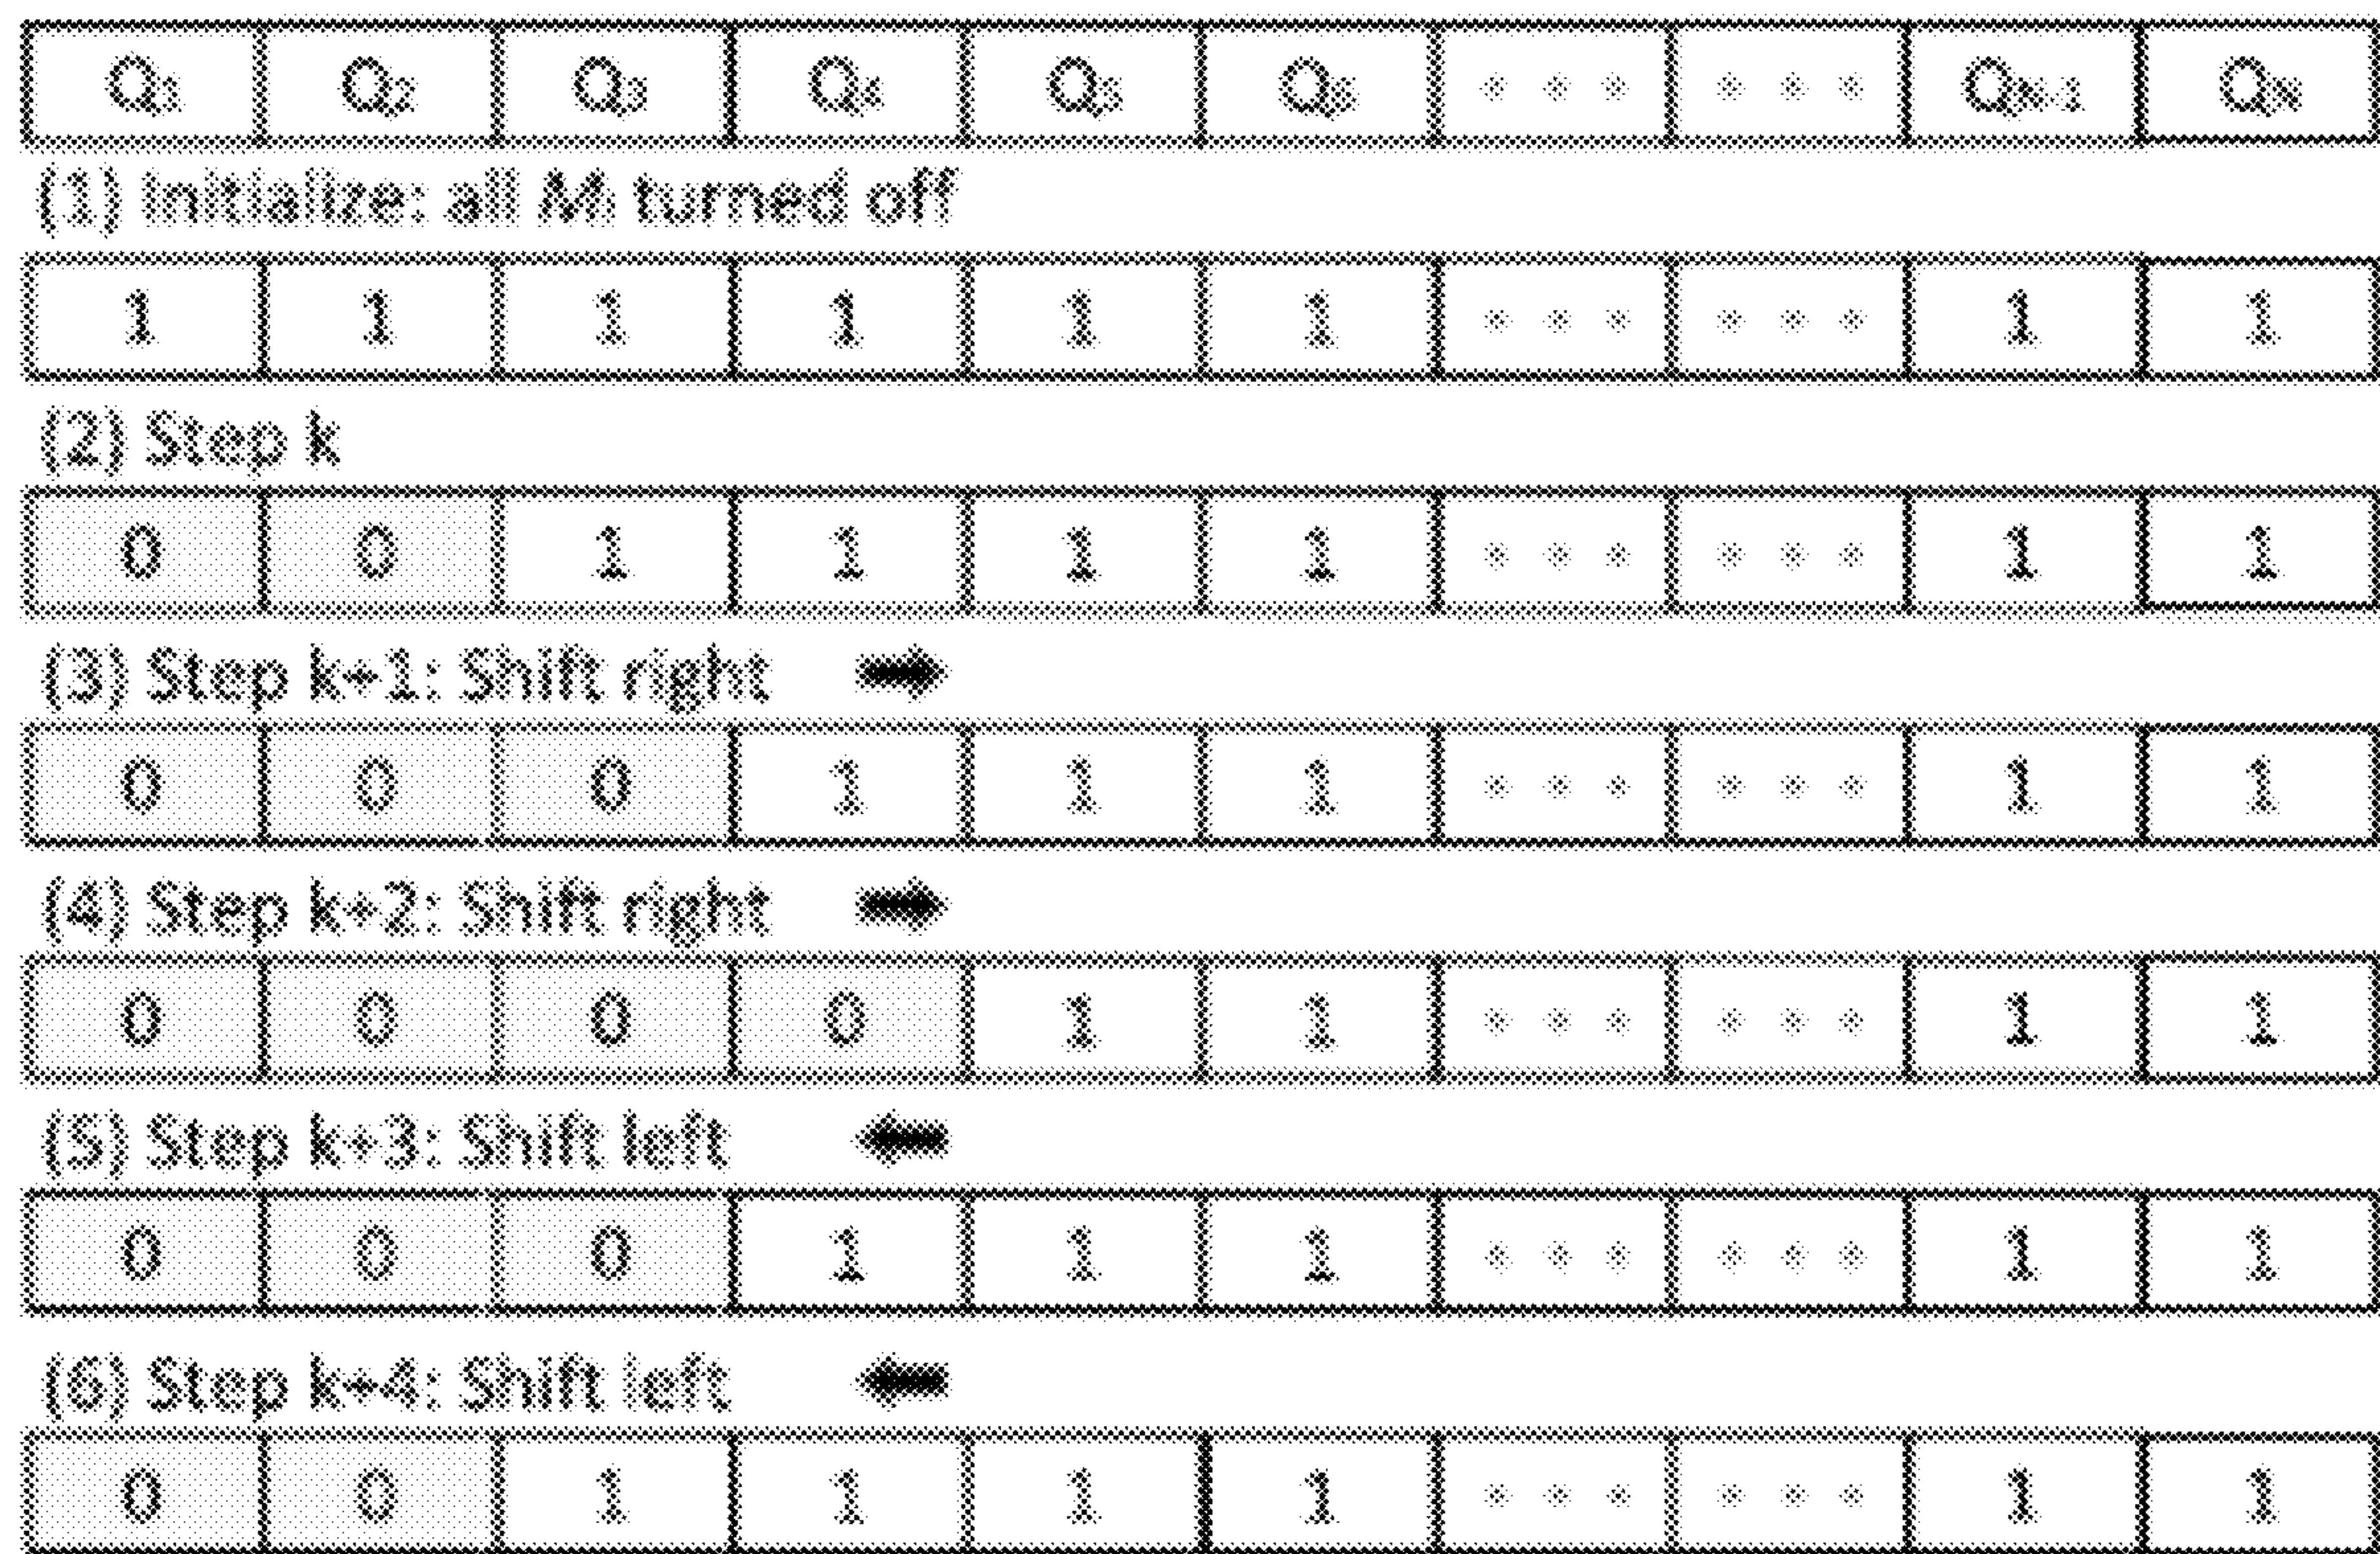 Q1 Q2 Q3 Q4 Q5 Q6 • • • • • • QN-1 QN
(1) Initialize: all Mi turned off
1 1 1 1 1 1 • • • • • • 1 1
(2) Step k
0 0 1 1 1 1 • • • • • • 1 1
(3) Step k+1: Shift right
0 0 0 1 1 1 • • • • • • 1 1
(4) Step k+2: Shift right
0 0 0 0 1 1 • • • • • • 1 1
(5) Step k+3: Shift left
0 0 0 1 1 1 • • • • • • 1 1
(6) Step k+4: Shift left
0 0 1 1 1 1 • • • • • • 1 1